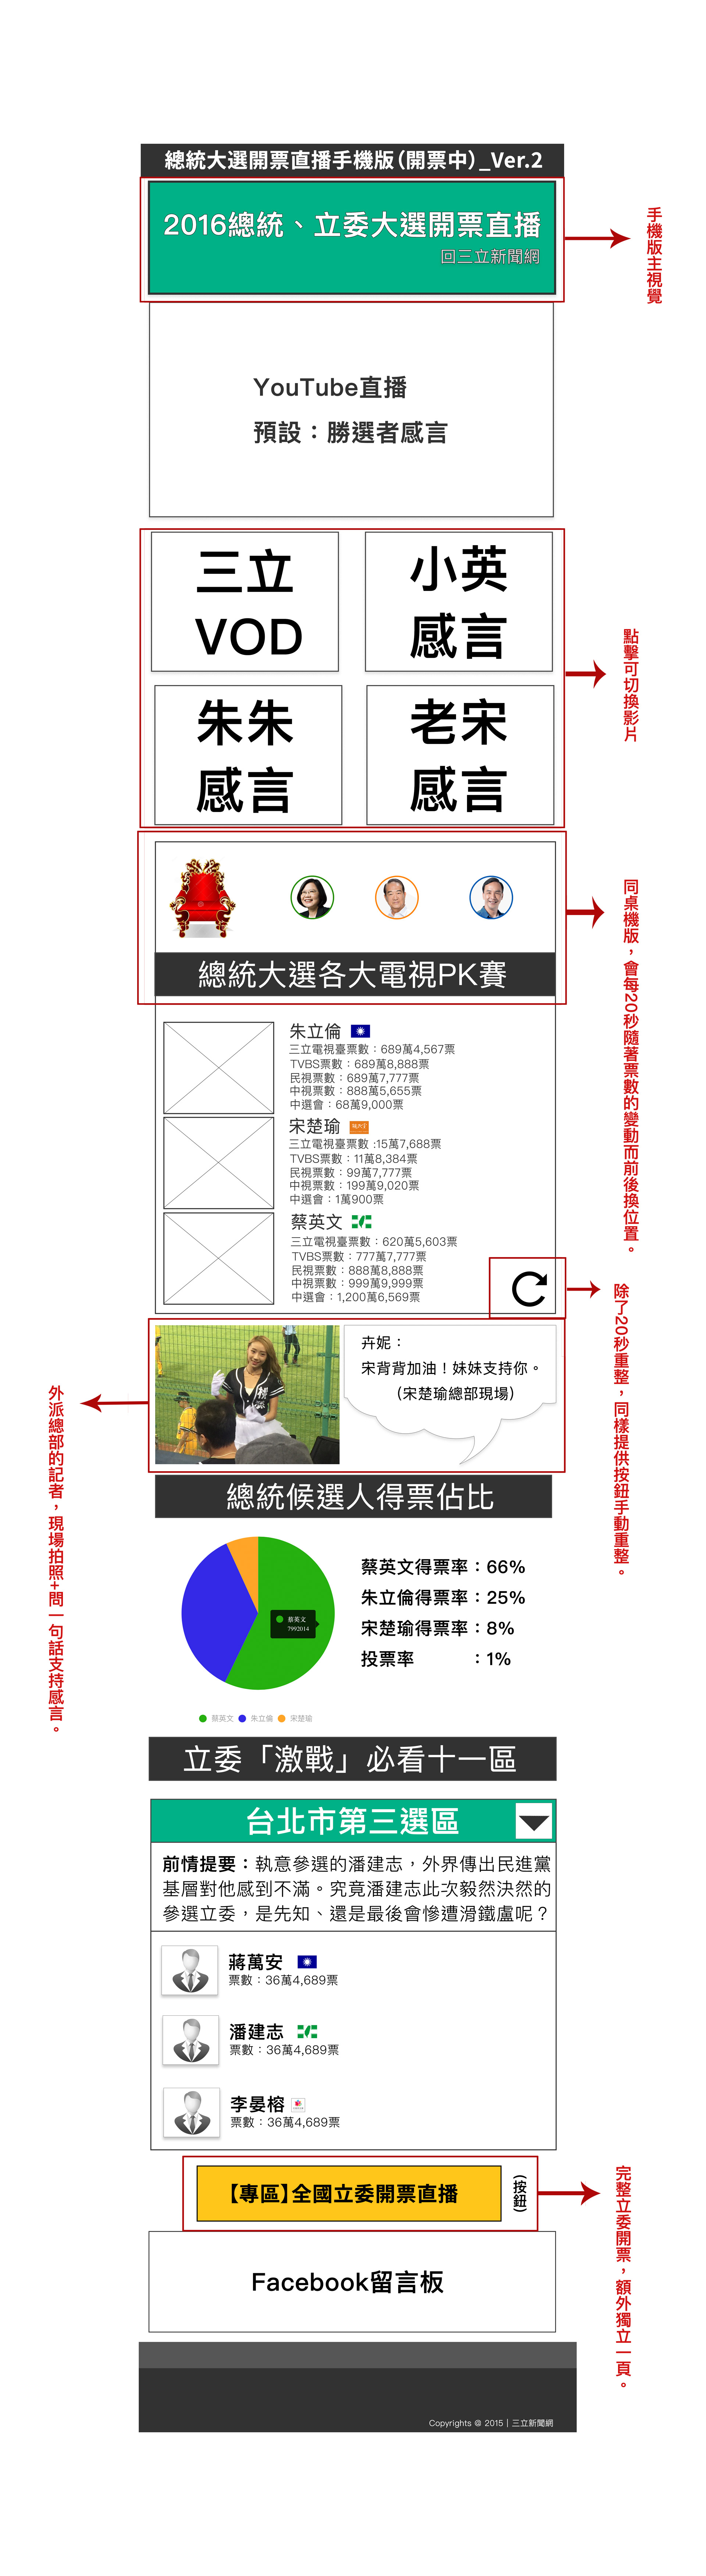 總統大選開票直播手機版（開票中）_Ver.2
2016總統、立委大選開票直播
回三立新聞網
手機版主視覺
YouTube直播
預設：勝選者感言
三立
VOD
小英
感言
朱朱
感言
老宋
感言
點擊可切換影片
總統大選各大電視PK賽
同桌機版，會每20秒隨著票數的變動而前後換位置。
朱立倫
三立電視臺票數：689萬4,567票
TVBS票數：689萬8,888票
民視票數：689萬7,777票
中視票數：888萬5,655票
中選會：68萬9,000票
宋楚瑜
三立電視臺票數 :15萬7,688票
TVBS票數：11萬8,384票
民視票數：99萬7,777票
中視票數：199萬9,020票
中選會：1萬900票
蔡英文
三立電視臺票數：620萬5,603票
TVBS票數：777萬7,777票
民視票數：888萬8,888票
中視票數：999萬9,999票
中選會：1,200萬6,569票
除了20秒重整，同樣提供按鈕手動重整。
卉妮：
宋背背加油！妹妹支持你。
（宋楚瑜總部現場）
外派總部的記者，現場拍照+問一句話支持感言。
總統候選人得票佔比
蔡英文
7992014
蔡英文 朱立倫 宋楚瑜
蔡英文得票率：66%
朱立倫得票率：25%
宋楚瑜得票率：8%
投票率 ：1%
立委「激戰」必看十一區
台北市第三選區
前情提要：執意參選的潘建志，外界傳出民進黨
基層對他感到不滿。究竟潘建志此次毅然決然的
參選立委，是先知、還是最後會慘遭滑鐵盧呢？
蔣萬安
票數：36萬4,689票
潘建志
票數：36萬4,689票
李晏榕
票數：36萬4,689票
【專區】全國立委開票直播
（按鈕）
完整立委開票，額外獨立一頁。
Facebook留言板
Copyrights @ 2015 | 三立新聞網